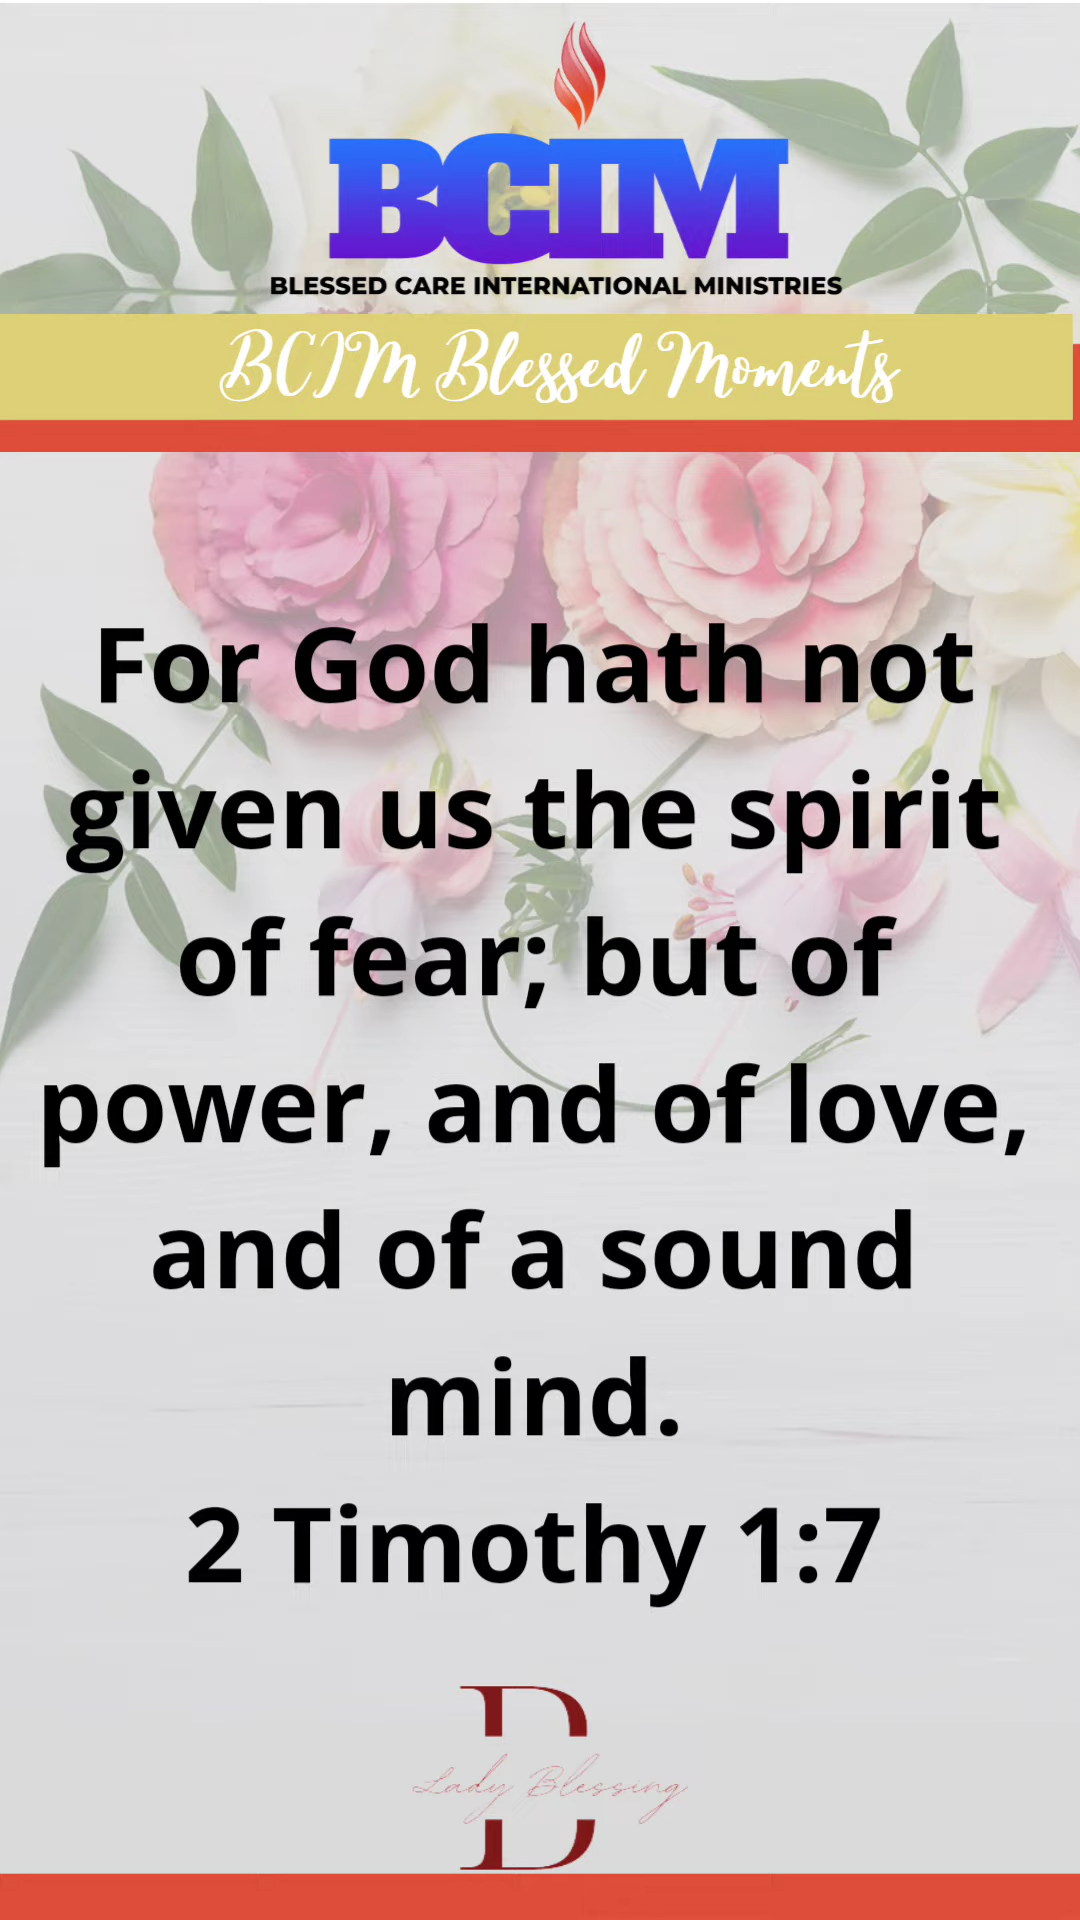 BCIM
BLESSED CARE INTERNATIONAL MINISTRIES
BCIM Blessed Moments
For God hath not
given us the spirit
of fear; but of
power, and of love,
and of a sound
mind.
2 Timothy 1:7
D
Lady Blessing